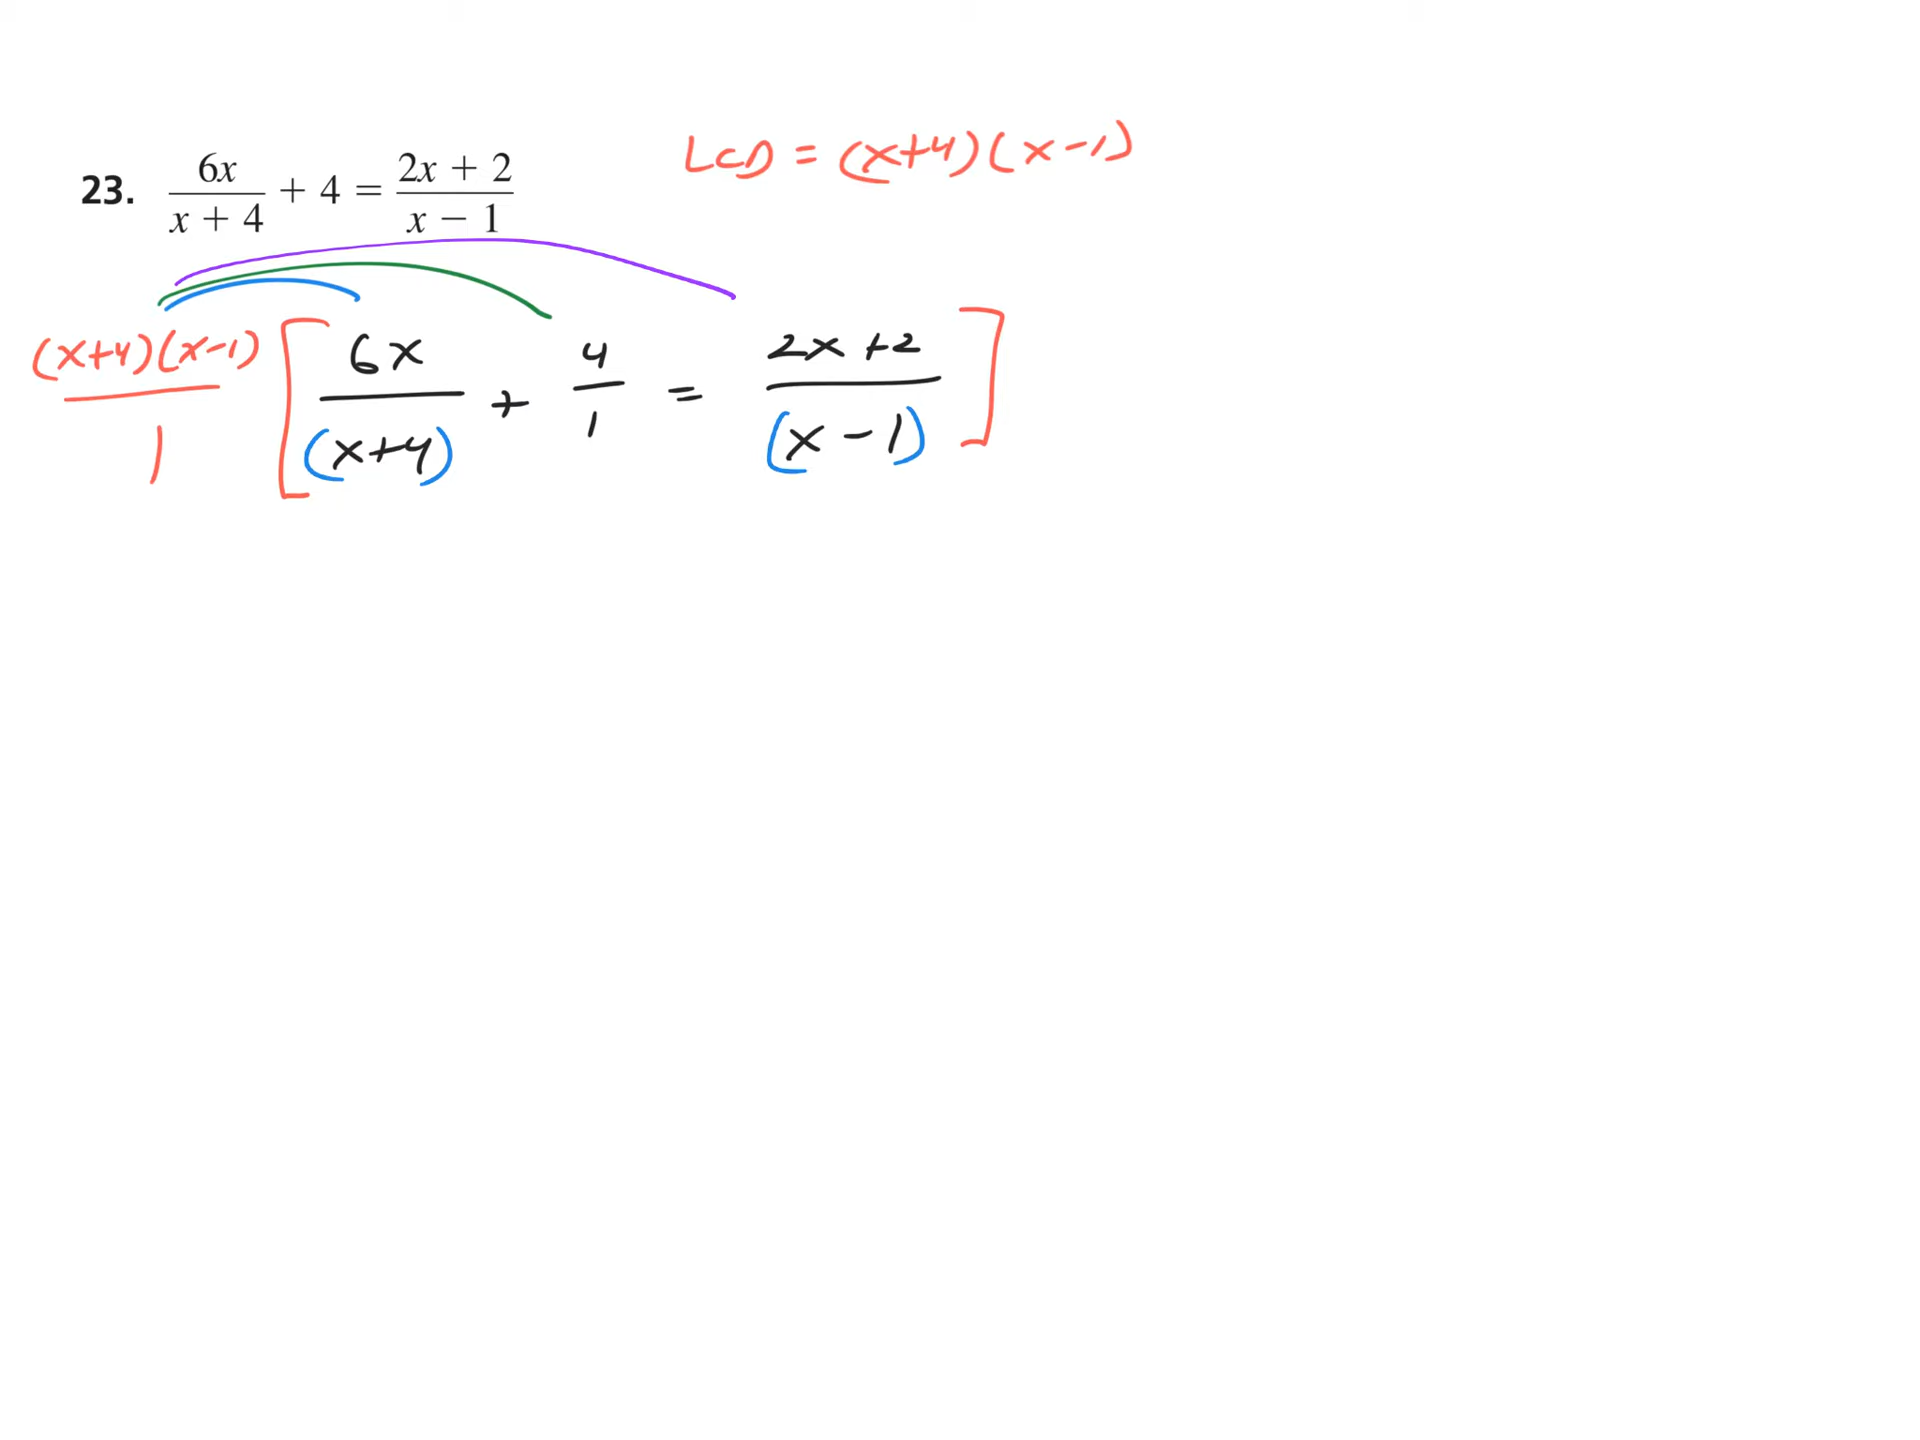 LCD = (x+4)(x-1)
23. 6x/(x + 4) + 4 = (2x + 2)/(x − 1)
(x+4)(x-1)/1 [ 6x/(x+4) + 4/1 = 2x+2/(x-1) ]